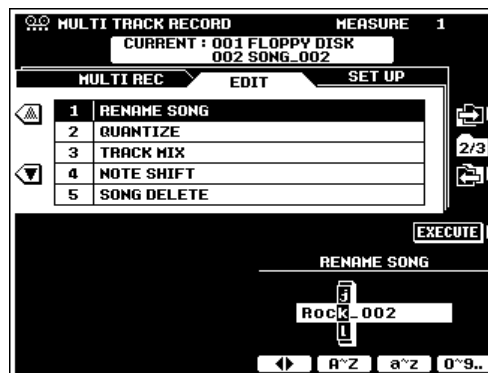 MULTI TRACK RECORD MEASURE 1
CURRENT : 001 FLOPPY DISK
002 SONG_002
MULTI REC EDIT SET UP
1 RENAME SONG
2 QUANTIZE
3 TRACK MIX
4 NOTE SHIFT
5 SONG DELETE
2/3
EXECUTE
RENAME SONG
j
Rock_002
l
A~Z a~z 0~9..